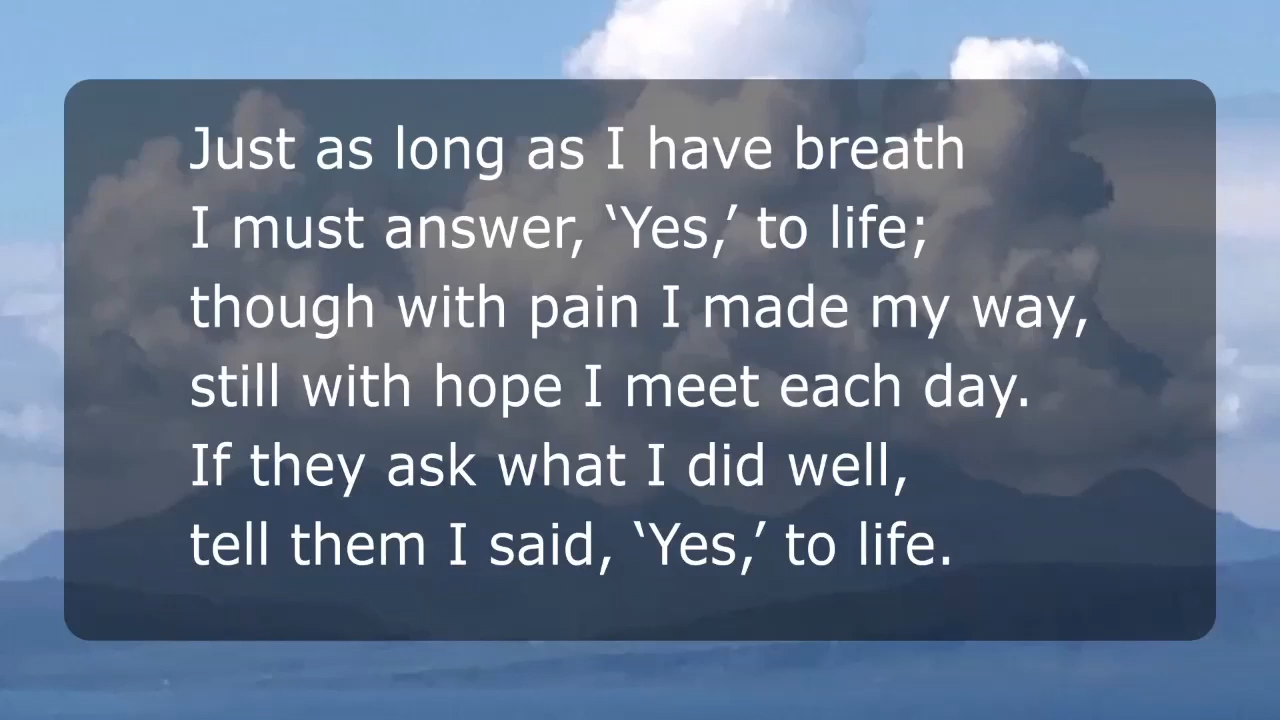 Just as long as I have breath
I must answer, ‘Yes,’ to life;
though with pain I made my way,
still with hope I meet each day.
If they ask what I did well,
tell them I said, ‘Yes,’ to life.